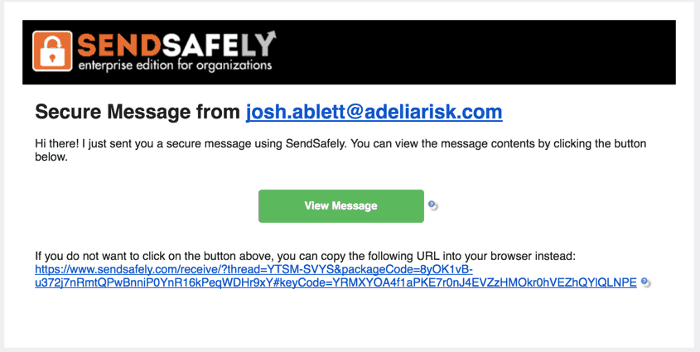 SENDSAFELY
enterprise edition for organizations
Secure Message from josh.ablett@adeliarisk.com
Hi there! I just sent you a secure message using SendSafely. You can view the message contents by clicking the button
below.
View Message
If you do not want to click on the button above, you can copy the following URL into your browser instead:
https://www.sendsafely.com/receive/?thread=YTSM-SVYS&packageCode=8yOK1vB-
u372j7nRmtQPwBnniP0YnR16kPeqWDHr9xY#keyCode=YRMXYOA4f1aPKE7r0nJ4EVZzHMOkr0hVEZhQYlQLNPE